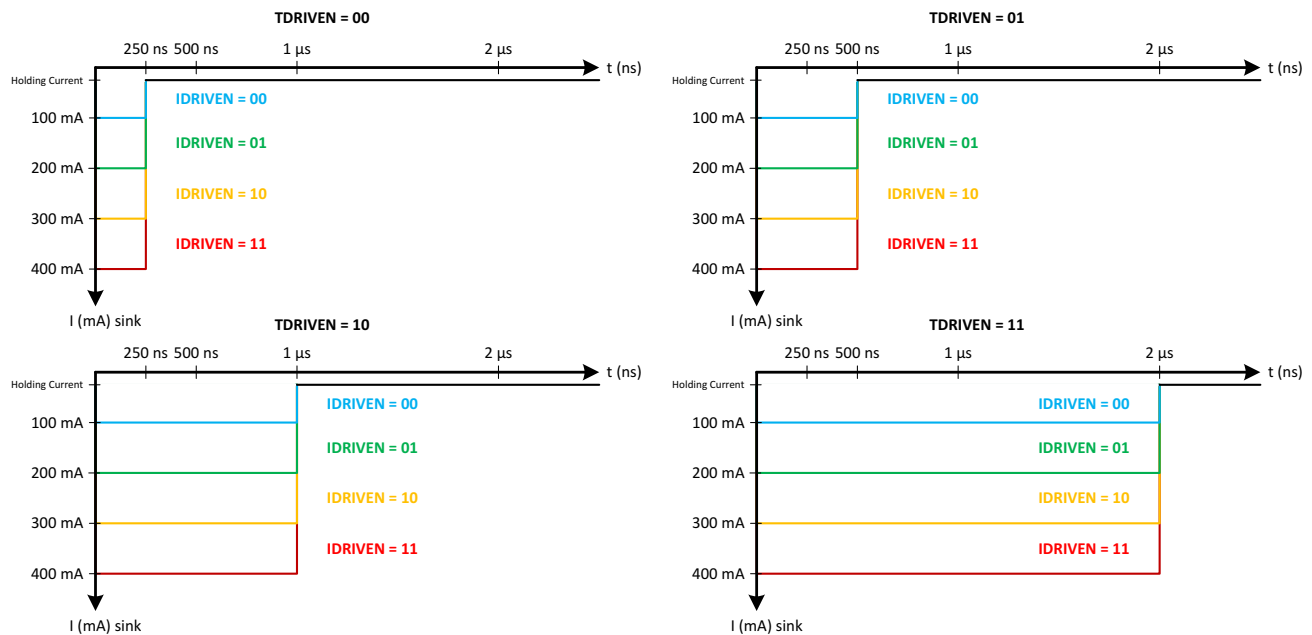 TDRIVEN = 00
250 ns 500 ns 1 µs 2 µs
t (ns)
Holding Current
IDRIVEN = 00
100 mA
IDRIVEN = 01
200 mA
IDRIVEN = 10
300 mA
IDRIVEN = 11
400 mA
I (mA) sink
TDRIVEN = 01
250 ns 500 ns 1 µs 2 µs
t (ns)
Holding Current
IDRIVEN = 00
100 mA
IDRIVEN = 01
200 mA
IDRIVEN = 10
300 mA
IDRIVEN = 11
400 mA
I (mA) sink
TDRIVEN = 10
250 ns 500 ns 1 µs 2 µs
t (ns)
Holding Current
IDRIVEN = 00
100 mA
IDRIVEN = 01
200 mA
IDRIVEN = 10
300 mA
IDRIVEN = 11
400 mA
I (mA) sink
TDRIVEN = 11
250 ns 500 ns 1 µs 2 µs
t (ns)
Holding Current
IDRIVEN = 00
100 mA
IDRIVEN = 01
200 mA
IDRIVEN = 10
300 mA
IDRIVEN = 11
400 mA
I (mA) sink